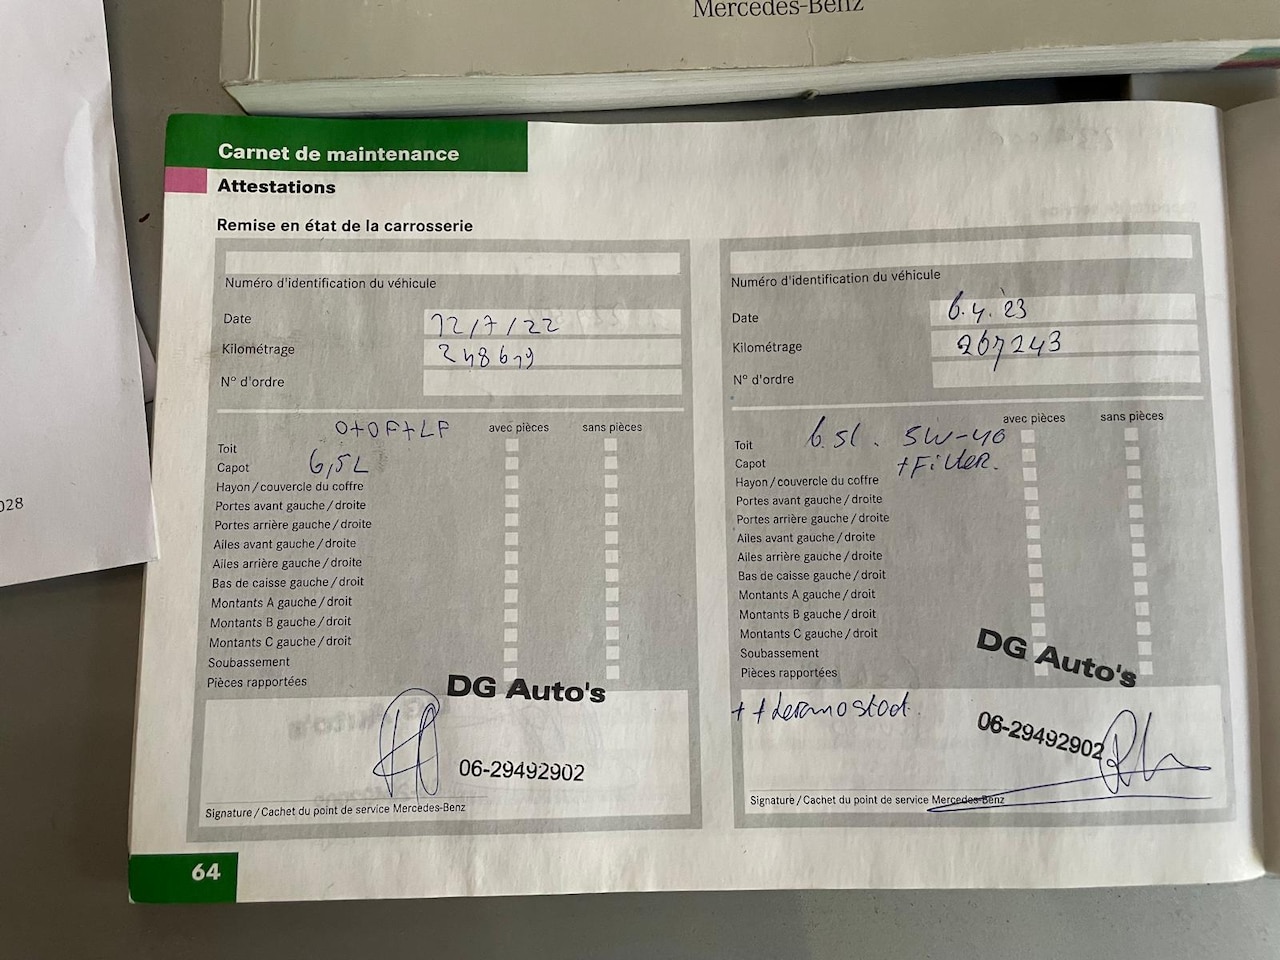 Mercedes-Benz
028
Carnet de maintenance
Attestations
Remise en état de la carrosserie
Numéro d'identification du véhicule
Date 12/7/22
Kilométrage 248619
N° d'ordre
O+OF+LF
avec pièces sans pièces
Toit
Capot 6,5L
Hayon / couvercle du coffre
Portes avant gauche / droite
Portes arrière gauche / droite
Ailes avant gauche / droite
Ailes arrière gauche / droite
Bas de caisse gauche / droit
Montants A gauche / droit
Montants B gauche / droit
Montants C gauche / droit
Soubassement
Pièces rapportées
DG Auto's
06-29492902
Signature / Cachet du point de service Mercedes-Benz
Numéro d'identification du véhicule
Date 6.4.'23
Kilométrage 267243
N° d'ordre
avec pièces sans pièces
Toit 6.5l. 5W-40
Capot +Filter.
Hayon / couvercle du coffre
Portes avant gauche / droite
Portes arrière gauche / droite
Ailes avant gauche / droite
Ailes arrière gauche / droite
Bas de caisse gauche / droit
Montants A gauche / droit
Montants B gauche / droit
Montants C gauche / droit
Soubassement
Pièces rapportées
DG Auto's
++hermostat.
06-29492902
Signature / Cachet du point de service Mercedes-Benz
64